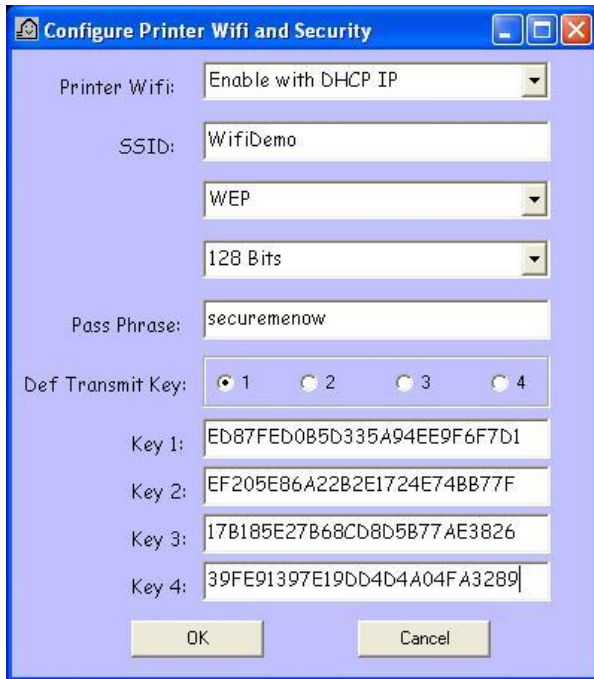 Configure Printer Wifi and Security
Printer Wifi: Enable with DHCP IP
SSID: WifiDemo
WEP
128 Bits
Pass Phrase: securemenow
Def Transmit Key: 1 2 3 4
Key 1: ED87FED0B5D335A94EE9F6F7D1
Key 2: EF205E86A22B2E1724E74BB77F
Key 3: 17B185E27B68CD8D5B77AE3826
Key 4: 39FE91397E19DD4D4A04FA3289
OK Cancel